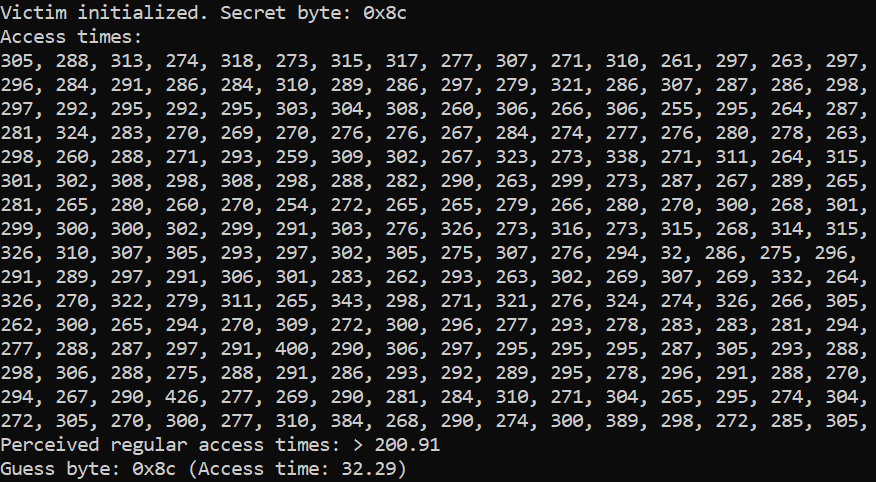 Victim initialized. Secret byte: 0x8c
Access times:
305, 288, 313, 274, 318, 273, 315, 317, 277, 307, 271, 310, 261, 297, 263, 297,
296, 284, 291, 286, 284, 310, 289, 286, 297, 279, 321, 286, 307, 287, 286, 298,
297, 292, 295, 292, 295, 303, 304, 308, 260, 306, 266, 306, 255, 295, 264, 287,
281, 324, 283, 270, 269, 270, 276, 276, 267, 284, 274, 277, 276, 280, 278, 263,
298, 260, 288, 271, 293, 259, 309, 302, 267, 323, 273, 338, 271, 311, 264, 315,
301, 302, 308, 298, 308, 298, 288, 282, 290, 263, 299, 273, 287, 267, 289, 265,
281, 265, 280, 260, 270, 254, 272, 265, 265, 279, 266, 280, 270, 300, 268, 301,
299, 300, 300, 302, 299, 291, 303, 276, 326, 273, 316, 273, 315, 268, 314, 315,
326, 310, 307, 305, 293, 297, 302, 305, 275, 307, 276, 294, 32, 286, 275, 296,
291, 289, 297, 291, 306, 301, 283, 262, 293, 263, 302, 269, 307, 269, 332, 264,
326, 270, 322, 279, 311, 265, 343, 298, 271, 321, 276, 324, 274, 326, 266, 305,
262, 300, 265, 294, 270, 309, 272, 300, 296, 277, 293, 278, 283, 283, 281, 294,
277, 288, 287, 297, 291, 400, 290, 306, 297, 295, 295, 295, 287, 305, 293, 288,
298, 306, 288, 275, 288, 291, 286, 293, 292, 289, 295, 278, 296, 291, 288, 270,
294, 267, 290, 426, 277, 269, 290, 281, 284, 310, 271, 304, 265, 295, 274, 304,
272, 305, 270, 300, 277, 310, 384, 268, 290, 274, 300, 389, 298, 272, 285, 305,
Perceived regular access times: > 200.91
Guess byte: 0x8c (Access time: 32.29)